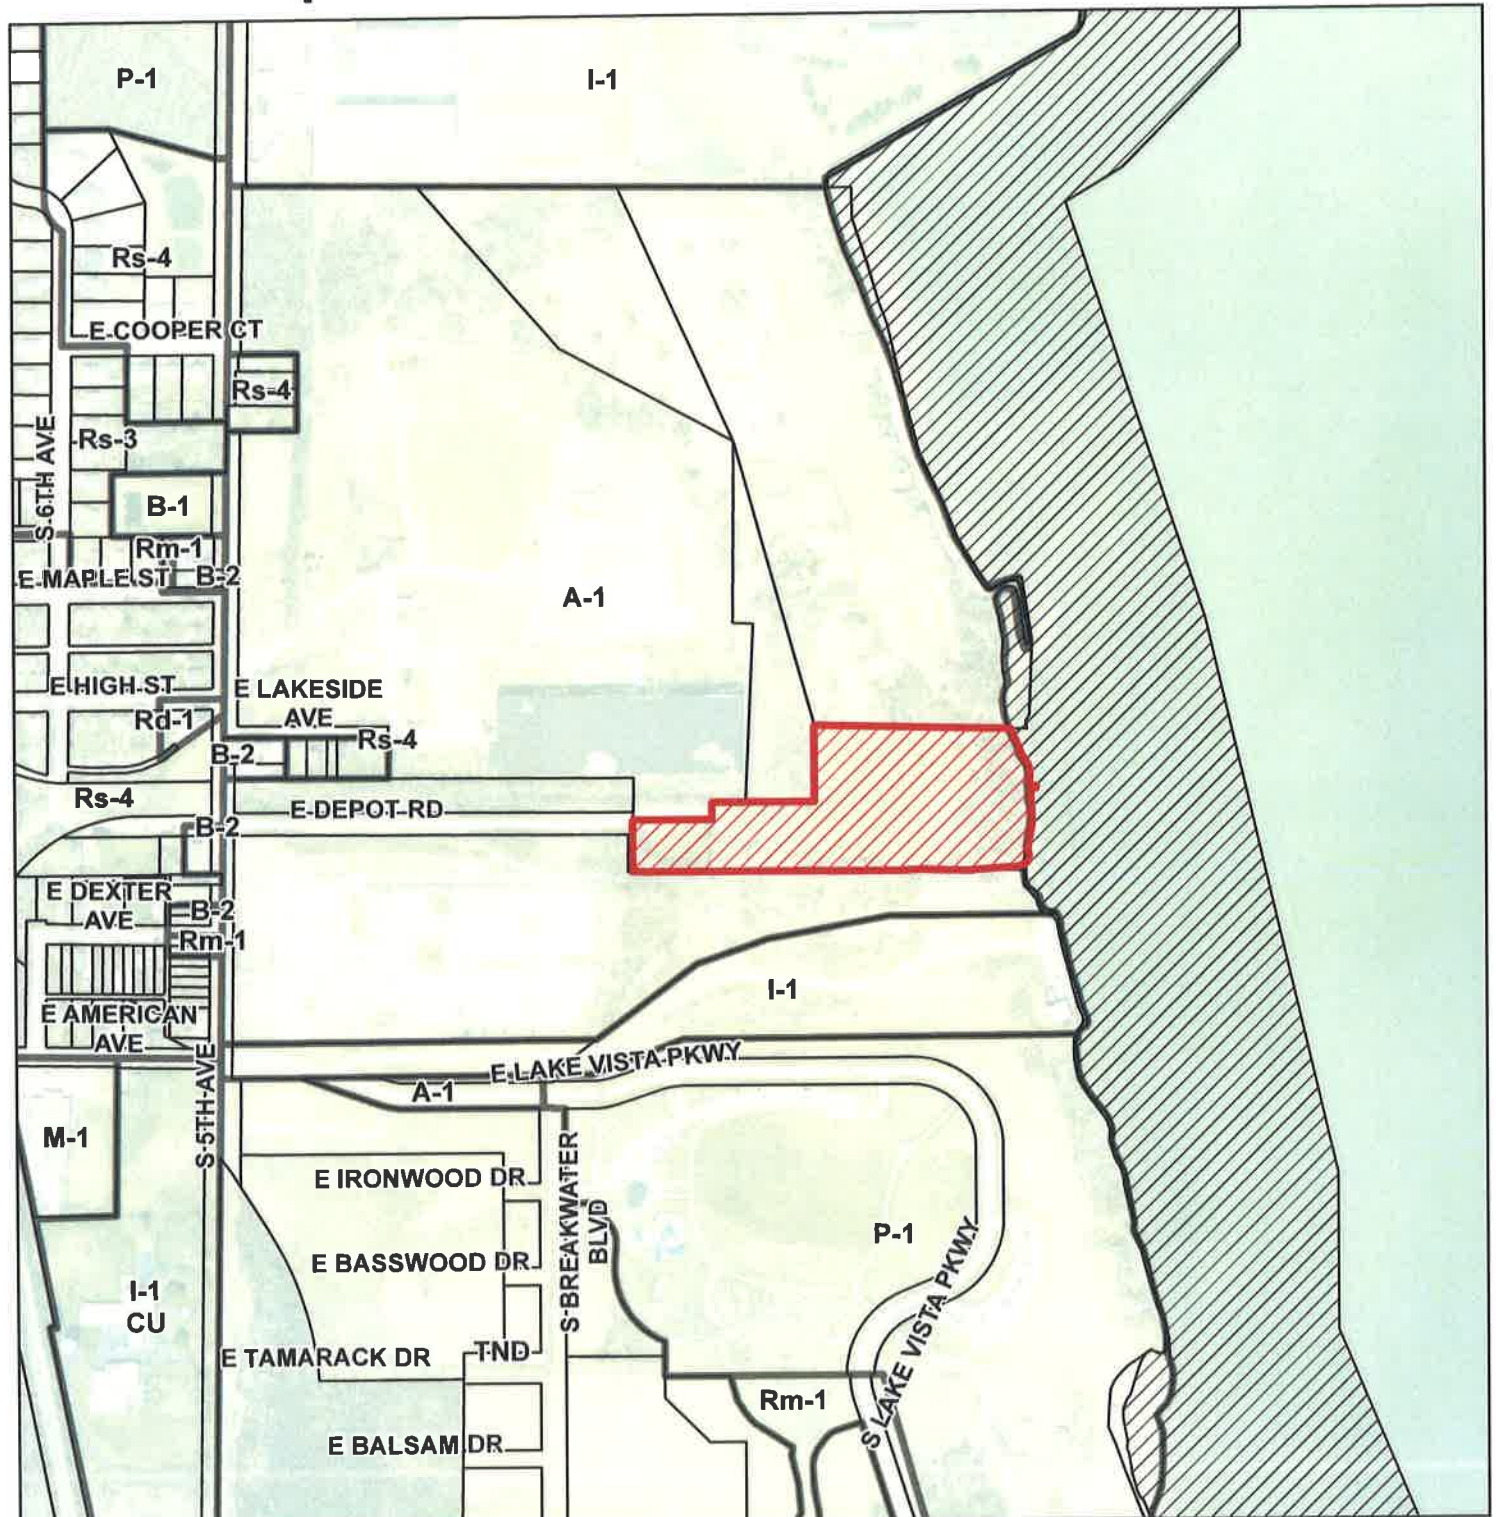 P-1
I-1
Rs-4
E COOPER CT
Rs-4
S 6TH AVE
Rs-3
B-1
Rm-1
E MAPLE ST
B-2
A-1
E HIGH ST
E LAKESIDE
AVE
Rd-1
Rs-4
B-2
Rs-4
E DEPOT RD
B-2
E DEXTER
AVE
B-2
Rm-1
I-1
E AMERICAN
AVE
S 5TH AVE
E LAKE VISTA PKWY
A-1
M-1
E IRONWOOD DR
S BREAKWATER
BLVD
P-1
E BASSWOOD DR
S LAKE VISTA PKWY
I-1
CU
E TAMARACK DR
TND
Rm-1
E BALSAM DR